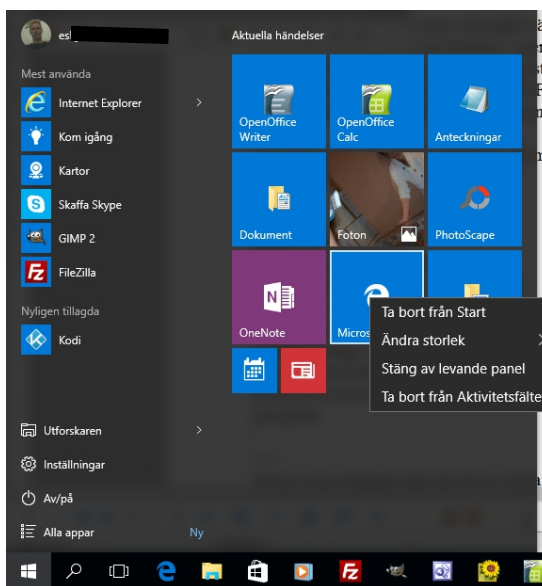 Aktuella händelser
Mest använda
Internet Explorer
Kom igång
Kartor
Skaffa Skype
GIMP 2
FileZilla
Nyligen tillagda
Kodi
Utforskaren
Inställningar
Av/på
Alla appar
Ny
OpenOffice
Writer
OpenOffice
Calc
Anteckningar
Dokument
Foton
PhotoScape
OneNote
Ta bort från Start
Ändra storlek
Stäng av levande panel
Ta bort från Aktivitetsfälte